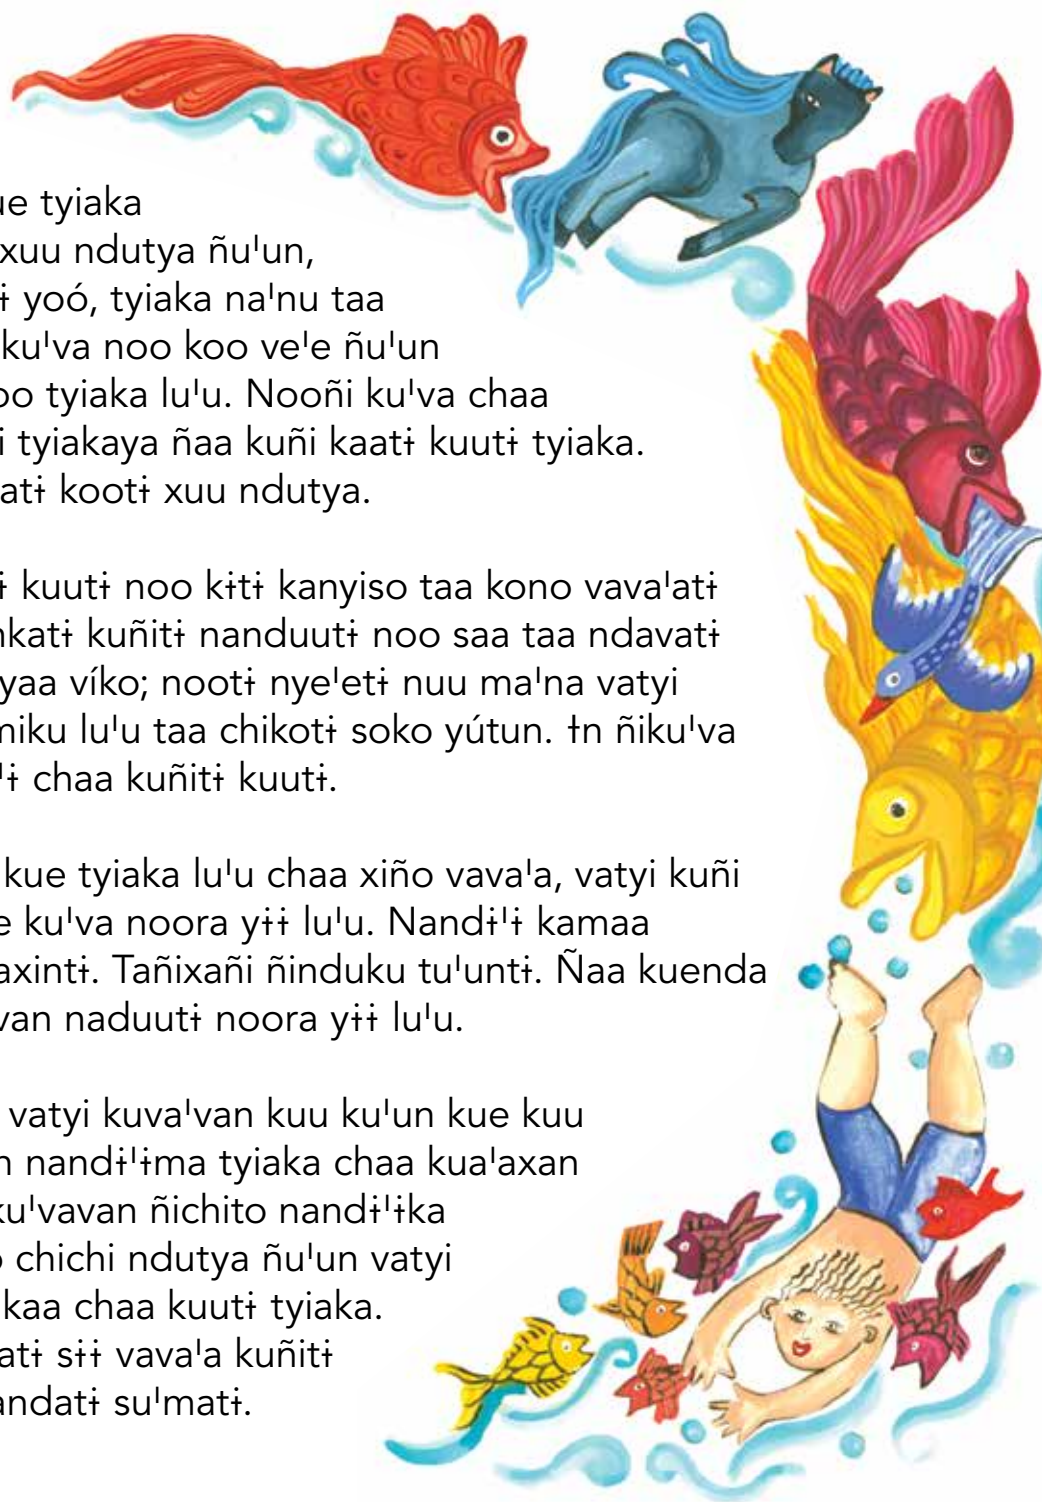 ue tyiaka
xuu ndutya ñuꞌun,
ɨ yoó, tyiaka naꞌnu taa
kuꞌva noo koo veꞌe ñuꞌun
oo tyiaka luꞌu. Nooñi kuꞌva chaa
i tyiakaya ñaa kuñi kaatɨ kuutɨ tyiaka.
atɨ kootɨ xuu ndutya.
ɨ kuutɨ noo kɨtɨ kanyiso taa kono vavaꞌatɨ
nkatɨ kuñitɨ nanduutɨ noo saa taa ndavatɨ
yaa víko; nootɨ nyeꞌetɨ nuu maꞌna vatyi
miku luꞌu taa chikotɨ soko yútun. Ɨn ñikuꞌva
ꞌɨ chaa kuñitɨ kuutɨ.
kue tyiaka luꞌu chaa xiño vavaꞌa, vatyi kuñi
e kuꞌva noora yɨɨ luꞌu. Nandɨꞌɨ kamaa
axintɨ. Tañixañi ñinduku tuꞌuntɨ. Ñaa kuenda
van naduutɨ noora yɨɨ luꞌu.
vatyi kuvaꞌvan kuu kuꞌun kue kuu
n nandɨꞌɨma tyiaka chaa kuaꞌaxan
kuꞌvavan ñichito nandɨꞌɨka
o chichi ndutya ñuꞌun vatyi
kaa chaa kuutɨ tyiaka.
atɨ sɨɨ vavaꞌa kuñitɨ
andatɨ suꞌmatɨ.